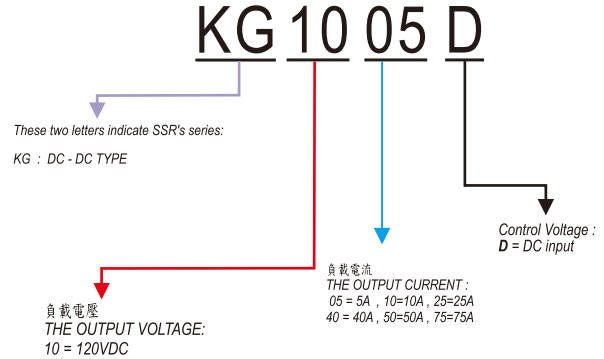 KG 10 05 D
These two letters indicate SSR's series:
KG : DC - DC TYPE
Control Voltage :
D = DC input
負載電流
THE OUTPUT CURRENT :
05 = 5A , 10=10A , 25=25A
40 = 40A , 50=50A , 75=75A
負載電壓
THE OUTPUT VOLTAGE:
10 = 120VDC